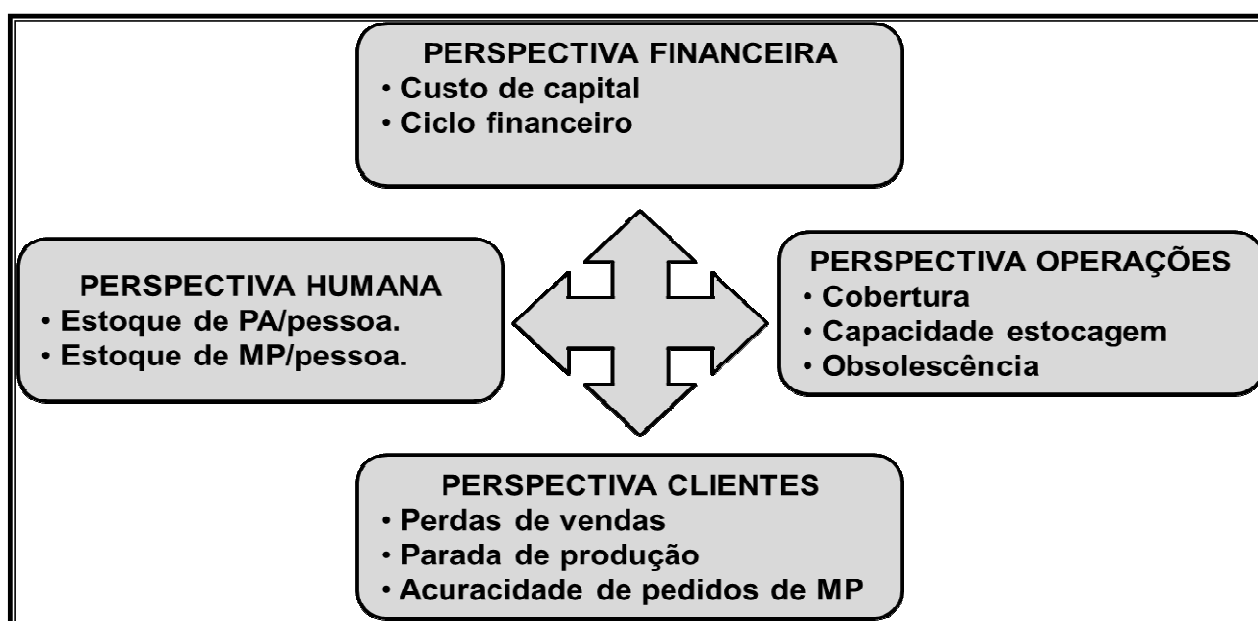 PERSPECTIVA FINANCEIRA
• Custo de capital
• Ciclo financeiro
PERSPECTIVA HUMANA
• Estoque de PA/pessoa.
• Estoque de MP/pessoa.
PERSPECTIVA OPERAÇÕES
• Cobertura
• Capacidade estocagem
• Obsolescência
PERSPECTIVA CLIENTES
• Perdas de vendas
• Parada de produção
• Acuracidade de pedidos de MP